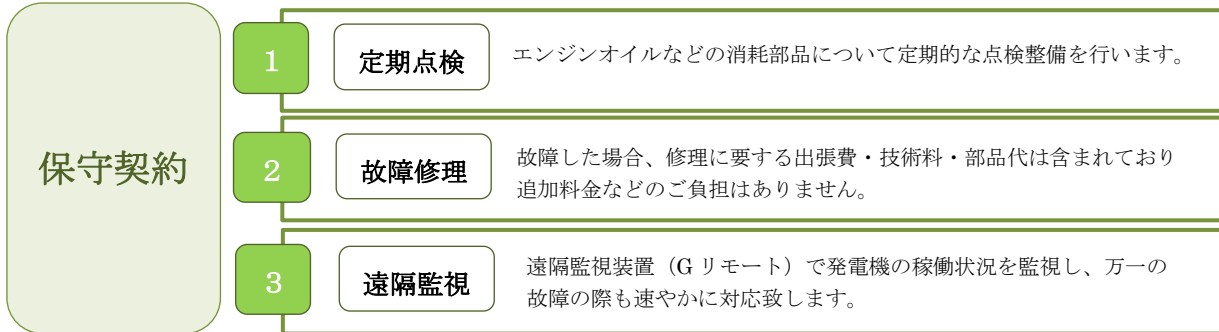 保守契約
1
定期点検
エンジンオイルなどの消耗部品について定期的な点検整備を行います。
2
故障修理
故障した場合、修理に要する出張費・技術料・部品代は含まれており
追加料金などのご負担はありません。
3
遠隔監視
遠隔監視装置（G リモート）で発電機の稼働状況を監視し、万一の
故障の際も速やかに対応致します。